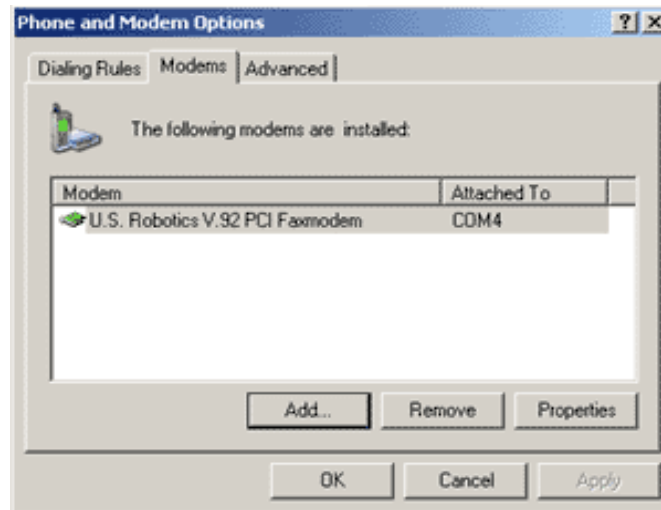 Phone and Modem Options
Dialing Rules Modems Advanced
The following modems are installed:
Modem Attached To
U.S. Robotics V.92 PCI Faxmodem COM4
Add... Remove Properties
OK Cancel Apply